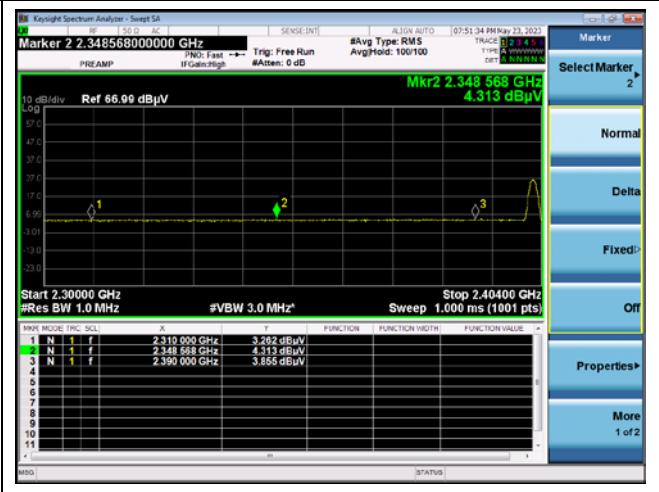 Keysight Spectrum Analyzer - Swept SA
RF 50 Ω AC SENSE:INT ALIGN AUTO 07:51:34 PM May 23, 2023
Marker 2 2.348568000000 GHz
PREAMP
PNO: Fast
IFGain:High
Trig: Free Run
#Atten: 0 dB
#Avg Type: RMS
Avg|Hold: 100/100
TRACE 1 2 3 4 5 6
TYPE A WWWWW
DET A N N N N N
Marker
Select Marker
2
Normal
Delta
Fixed
Off
Properties
More
1 of 2
Mkr2 2.348 568 GHz
4.313 dBµV
10 dB/div Ref 66.99 dBµV
Log
57.0
47.0
37.0
27.0
17.0
6.99
-3.01
-13.0
-23.0
1
2
3
Start 2.30000 GHz
Stop 2.40400 GHz
#Res BW 1.0 MHz
#VBW 3.0 MHz*
Sweep 1.000 ms (1001 pts)
MKR MODE TRC SCL X Y FUNCTION FUNCTION WIDTH FUNCTION VALUE
1 N 1 f 2.310 000 GHz 3.262 dBµV
2 N 1 f 2.348 568 GHz 4.313 dBµV
3 N 1 f 2.390 000 GHz 3.855 dBµV
4
5
6
7
8
9
10
11
MSG
STATUS